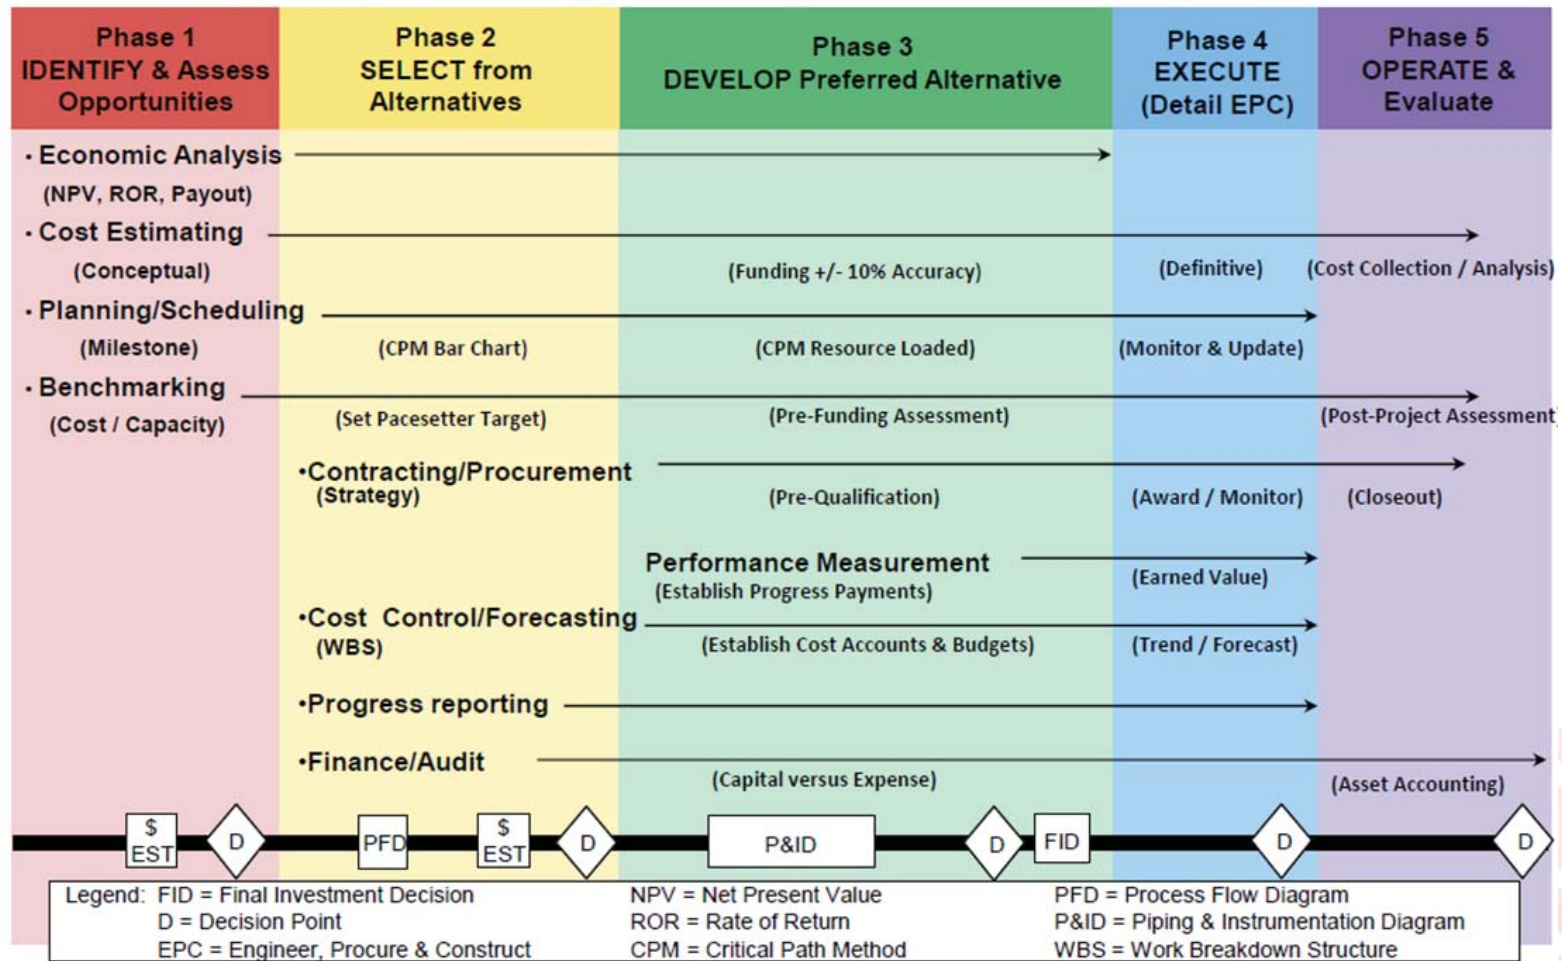 Phase 1
IDENTIFY & Assess
Opportunities
Phase 2
SELECT from
Alternatives
Phase 3
DEVELOP Preferred Alternative
Phase 4
EXECUTE
(Detail EPC)
Phase 5
OPERATE &
Evaluate
· Economic Analysis
(NPV, ROR, Payout)
· Cost Estimating
(Conceptual)
(Funding +/- 10% Accuracy)
(Definitive)
(Cost Collection / Analysis)
· Planning/Scheduling
(Milestone)
(CPM Bar Chart)
(CPM Resource Loaded)
(Monitor & Update)
· Benchmarking
(Cost / Capacity)
(Set Pacesetter Target)
(Pre-Funding Assessment)
(Post-Project Assessment)
•Contracting/Procurement
(Strategy)
(Pre-Qualification)
(Award / Monitor)
(Closeout)
Performance Measurement
(Establish Progress Payments)
(Earned Value)
•Cost Control/Forecasting
(WBS)
(Establish Cost Accounts & Budgets)
(Trend / Forecast)
•Progress reporting
•Finance/Audit
(Capital versus Expense)
(Asset Accounting)
$
EST
D
PFD
$
EST
D
P&ID
D
FID
D
D
Legend: FID = Final Investment Decision
NPV = Net Present Value
PFD = Process Flow Diagram
D = Decision Point
ROR = Rate of Return
P&ID = Piping & Instrumentation Diagram
EPC = Engineer, Procure & Construct
CPM = Critical Path Method
WBS = Work Breakdown Structure